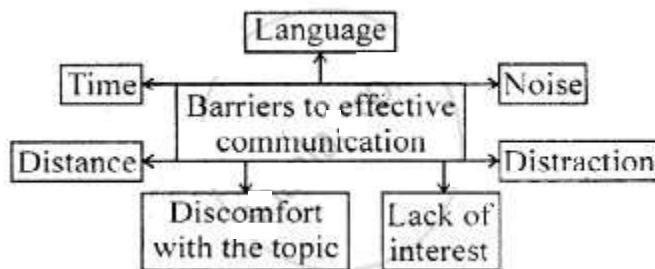 Language
Time
Noise
Barriers to effective
communication
Distance
Distraction
Discomfort
with the topic
Lack of
interest